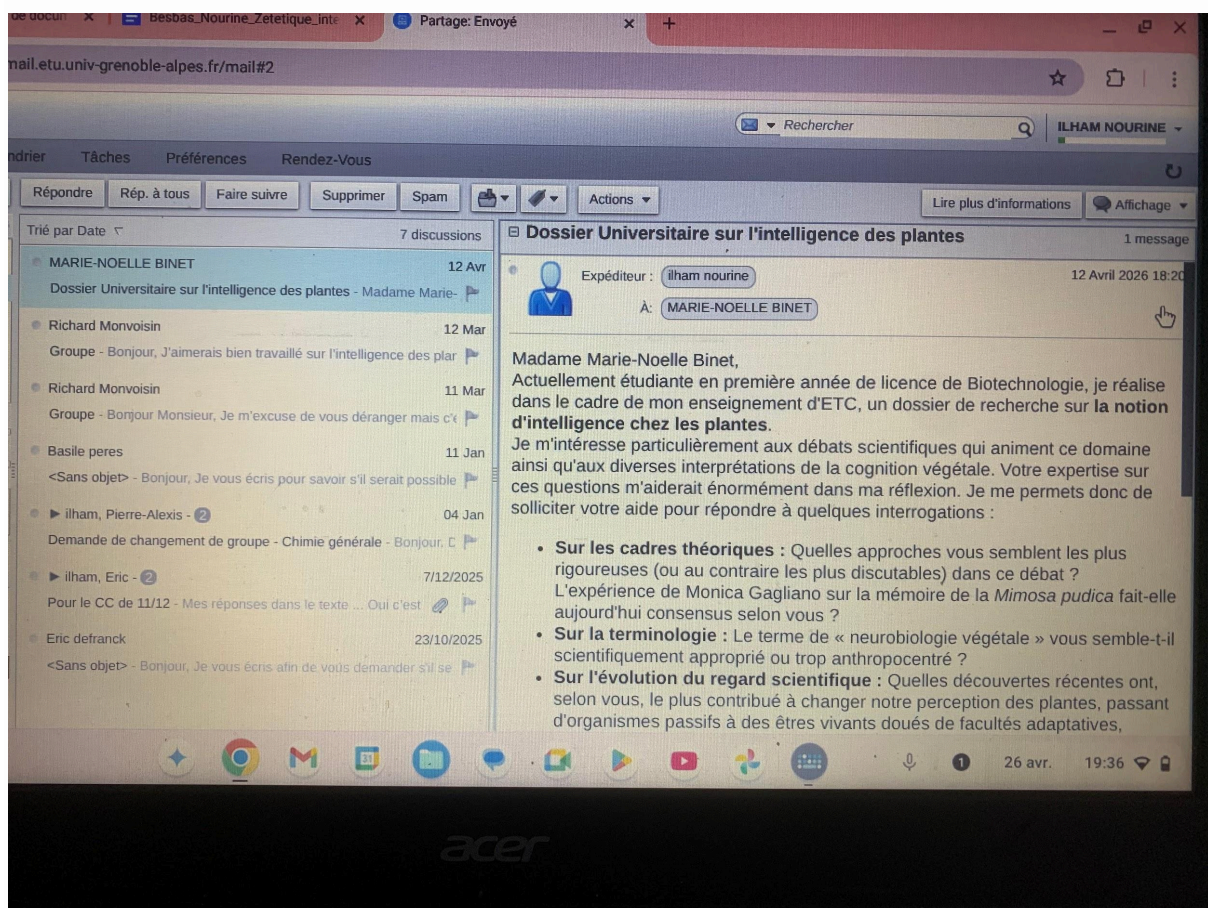 Besbas_Nourine_Zetetique_inte
Partage: Envoyé
mail.etu.univ-grenoble-alpes.fr/mail#2
Rechercher
ILHAM NOURINE
ndrier Tâches Préférences Rendez-Vous
Répondre Rép. à tous Faire suivre Supprimer Spam Actions Lire plus d'informations Affichage
Trié par Date 7 discussions
MARIE-NOELLE BINET 12 Avr
Dossier Universitaire sur l'intelligence des plantes - Madame Marie-
Richard Monvoisin 12 Mar
Groupe - Bonjour, J'aimerais bien travaillé sur l'intelligence des plar
Richard Monvoisin 11 Mar
Groupe - Bonjour Monsieur, Je m'excuse de vous déranger mais c'e
Basile peres 11 Jan
<Sans objet> - Bonjour, Je vous écris pour savoir s'il serait possible
ilham, Pierre-Alexis - 2 04 Jan
Demande de changement de groupe - Chimie générale - Bonjour, D
ilham, Eric - 2 7/12/2025
Pour le CC de 11/12 - Mes réponses dans le texte ... Oui c'est
Eric defranck 23/10/2025
<Sans objet> - Bonjour, Je vous écris afin de vous demander s'il se
Dossier Universitaire sur l'intelligence des plantes
1 message
Expéditeur : ilham nourine 12 Avril 2026 18:20
À: MARIE-NOELLE BINET
Madame Marie-Noelle Binet,
Actuellement étudiante en première année de licence de Biotechnologie, je réalise
dans le cadre de mon enseignement d'ETC, un dossier de recherche sur la notion
d'intelligence chez les plantes.
Je m'intéresse particulièrement aux débats scientifiques qui animent ce domaine
ainsi qu'aux diverses interprétations de la cognition végétale. Votre expertise sur
ces questions m'aiderait énormément dans ma réflexion. Je me permets donc de
solliciter votre aide pour répondre à quelques interrogations :
• Sur les cadres théoriques : Quelles approches vous semblent les plus
rigoureuses (ou au contraire les plus discutables) dans ce débat ?
L'expérience de Monica Gagliano sur la mémoire de la Mimosa pudica fait-elle
aujourd'hui consensus selon vous ?
• Sur la terminologie : Le terme de « neurobiologie végétale » vous semble-t-il
scientifiquement approprié ou trop anthropocentré ?
• Sur l'évolution du regard scientifique : Quelles découvertes récentes ont,
selon vous, le plus contribué à changer notre perception des plantes, passant
d'organismes passifs à des êtres vivants doués de facultés adaptatives,
31
1 26 avr. 19:36
acer